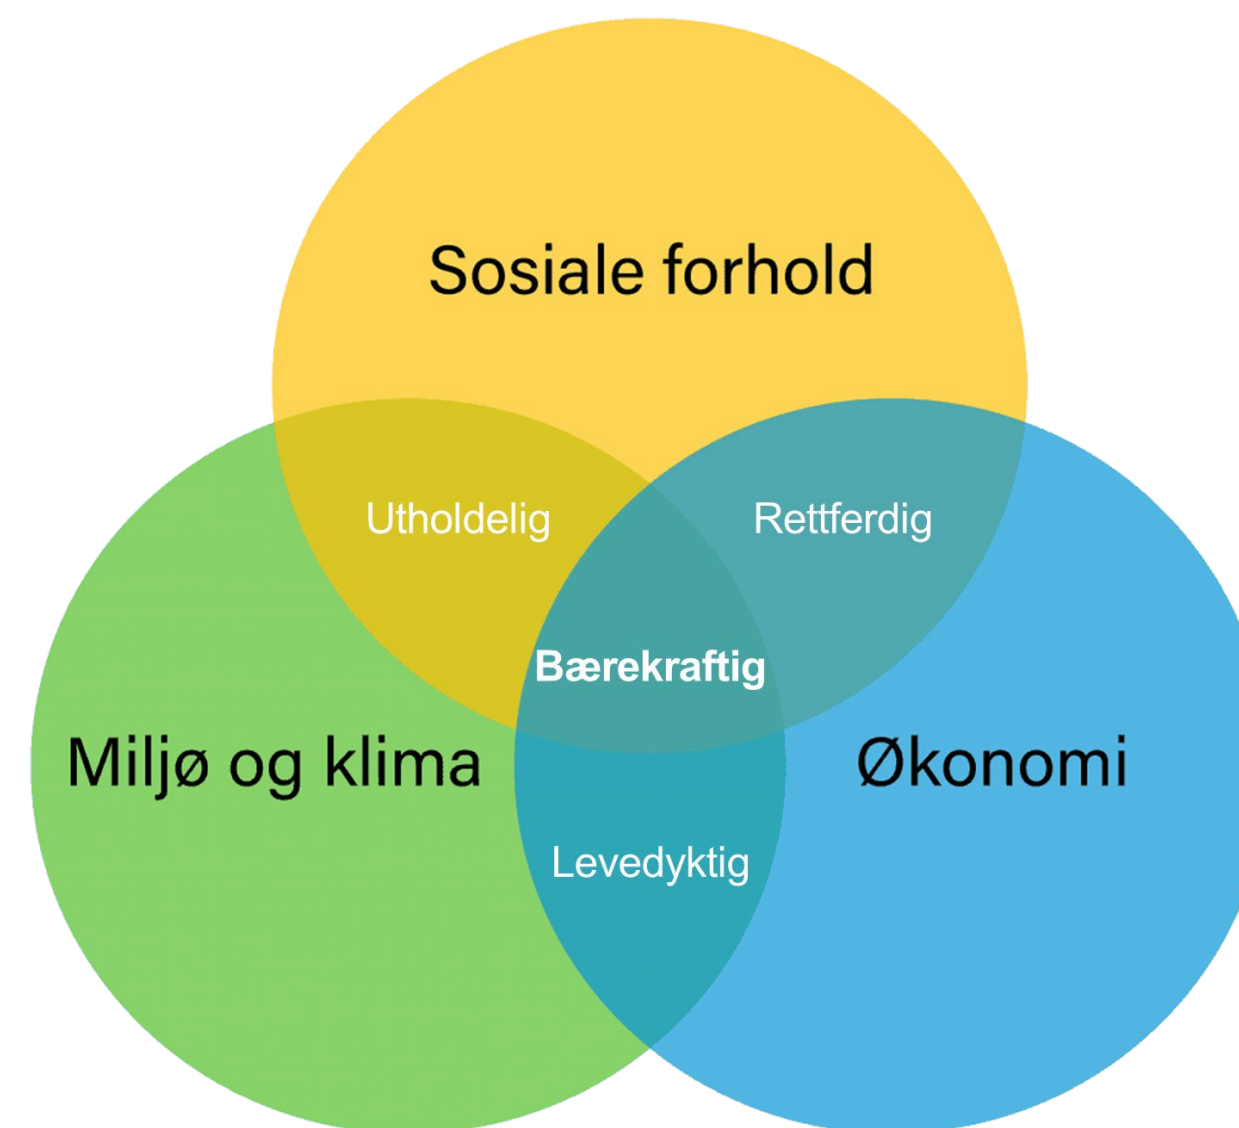 Sosiale forhold
Utholdelig
Rettferdig
Bærekraftig
Miljø og klima
Økonomi
Levedyktig